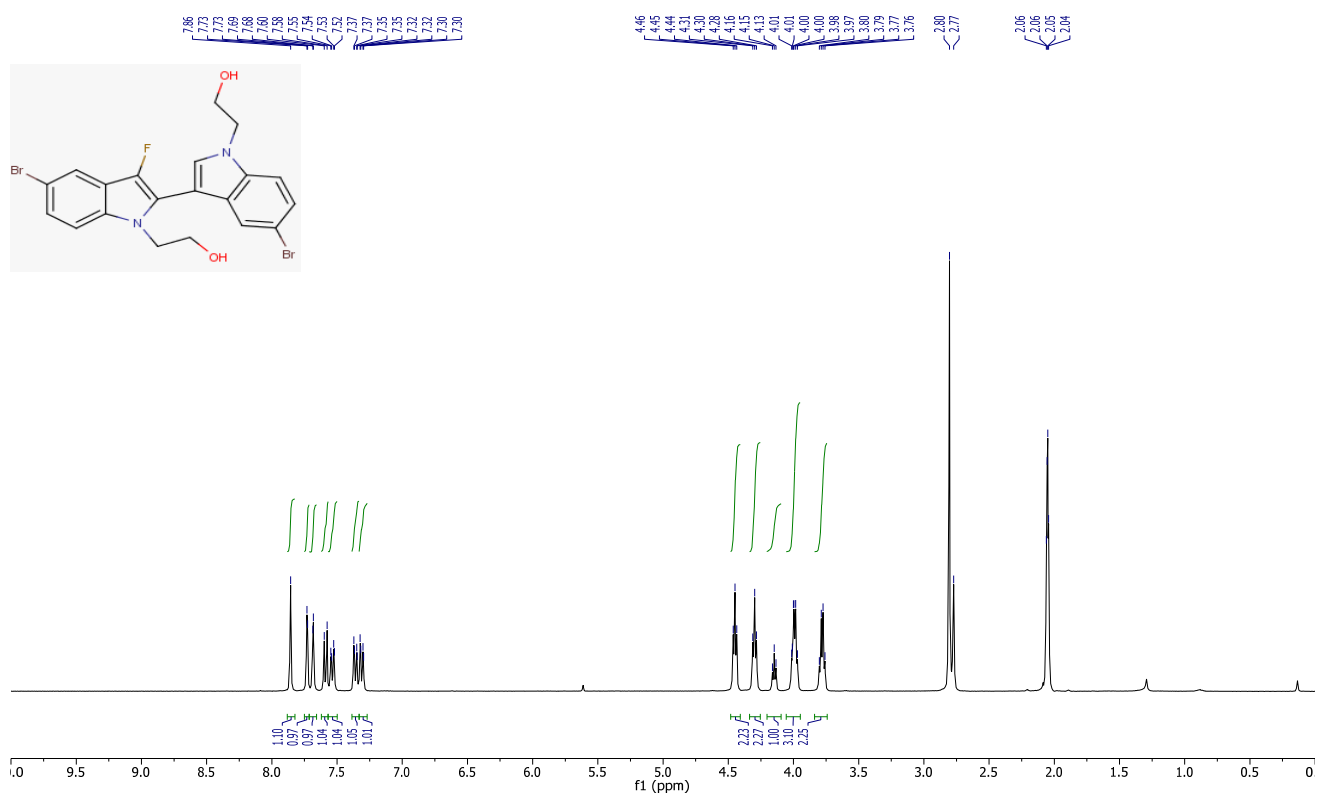 7.86 7.73 7.73 7.69 7.68 7.60 7.58 7.55 7.54 7.53 7.52 7.37 7.37 7.35 7.35 7.32 7.32 7.30 7.30
4.46 4.45 4.44 4.31 4.30 4.28 4.16 4.15 4.13 4.01 4.01 4.00 4.00 3.98 3.97 3.80 3.79 3.77 3.76
2.80 2.77
2.06 2.06 2.05 2.04
OH
F
N
Br
N
OH
Br
1.10 0.97 0.97 1.04 1.04 1.05 1.01
2.23 2.27 1.00 3.10 2.25
.0 9.5 9.0 8.5 8.0 7.5 7.0 6.5 6.0 5.5 5.0 4.5 4.0 3.5 3.0 2.5 2.0 1.5 1.0 0.5 0
f1 (ppm)